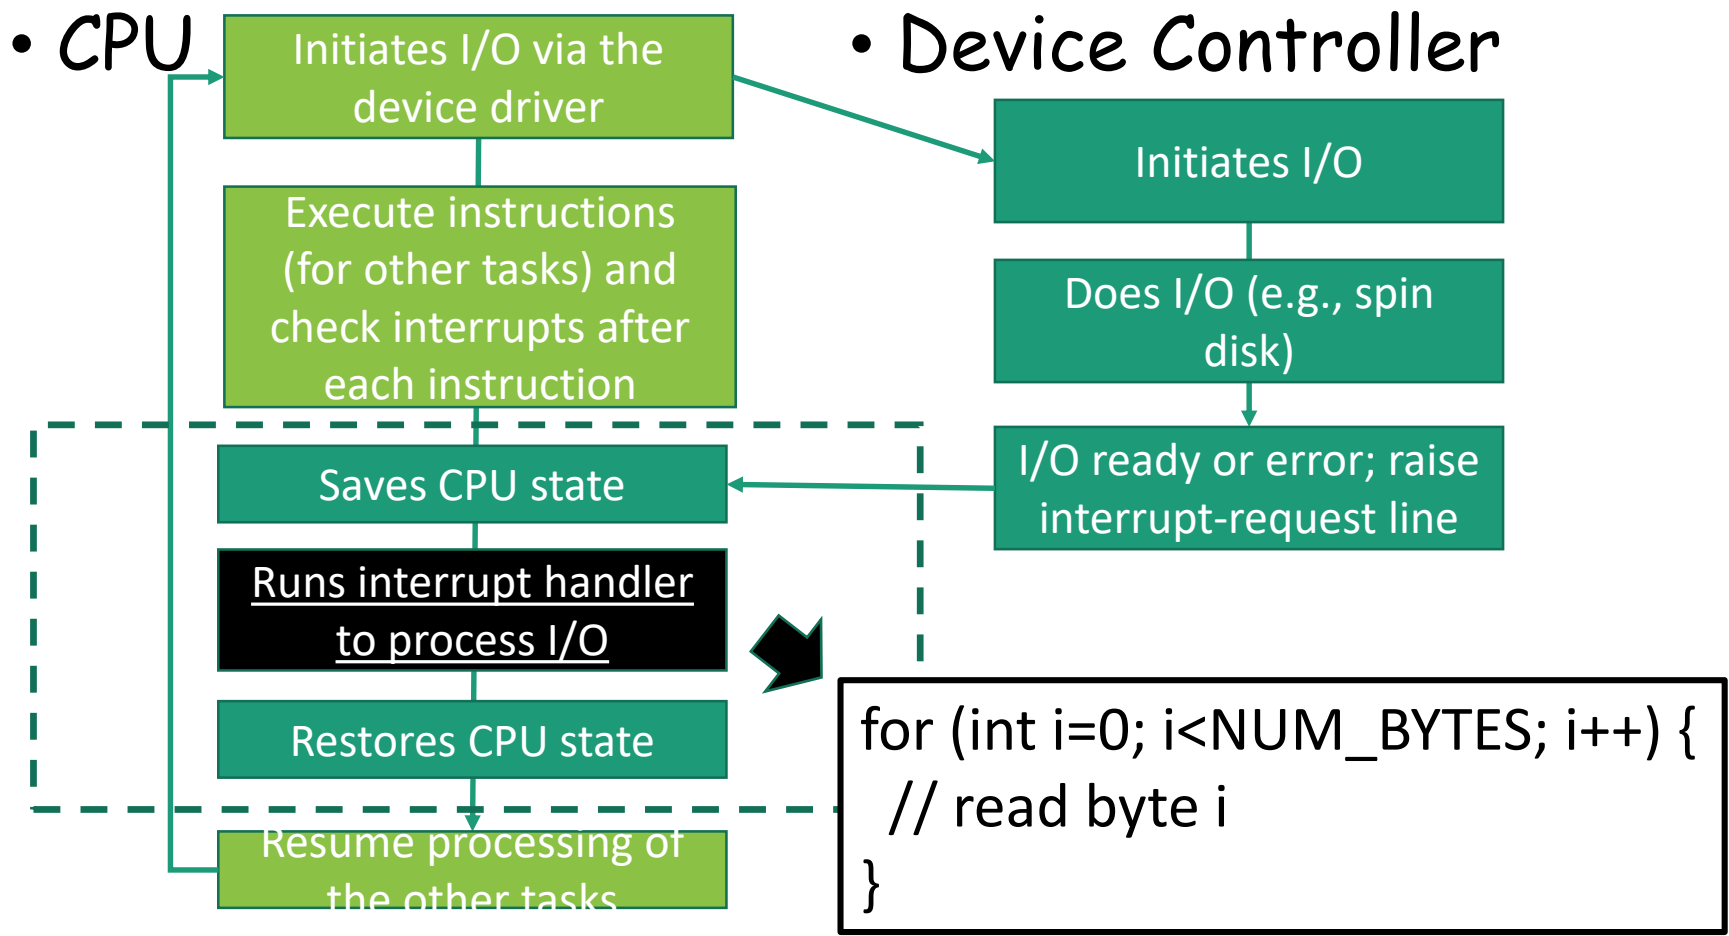 • CPU
Initiates I/O via the
device driver
Execute instructions
(for other tasks) and
check interrupts after
each instruction
Saves CPU state
Runs interrupt handler
to process I/O
Restores CPU state
Resume processing of
the other tasks
• Device Controller
Initiates I/O
Does I/O (e.g., spin
disk)
I/O ready or error; raise
interrupt-request line
for (int i=0; i<NUM_BYTES; i++) {
// read byte i
}